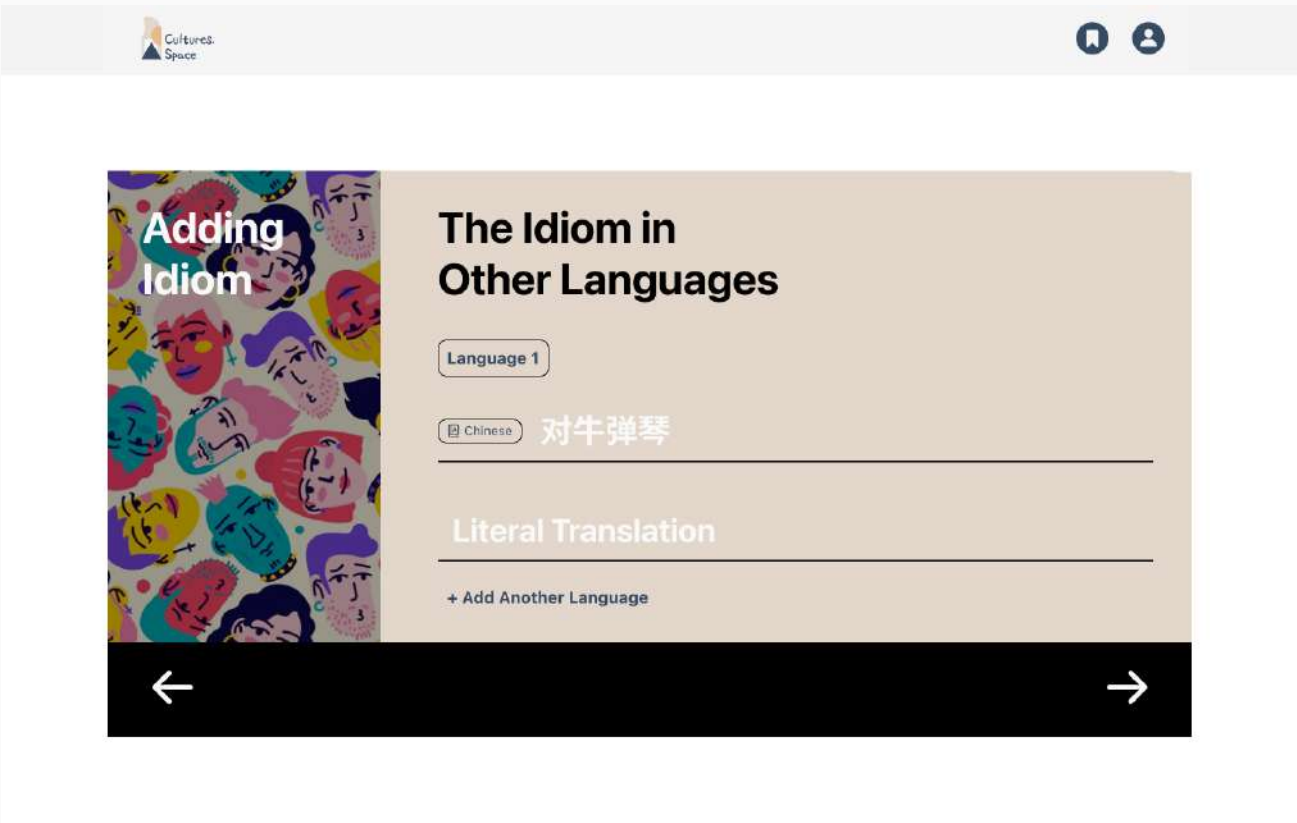 Cultures.
Space
Adding
Idiom
The Idiom in
Other Languages
Language 1
Chinese 对牛弹琴
Literal Translation
+ Add Another Language